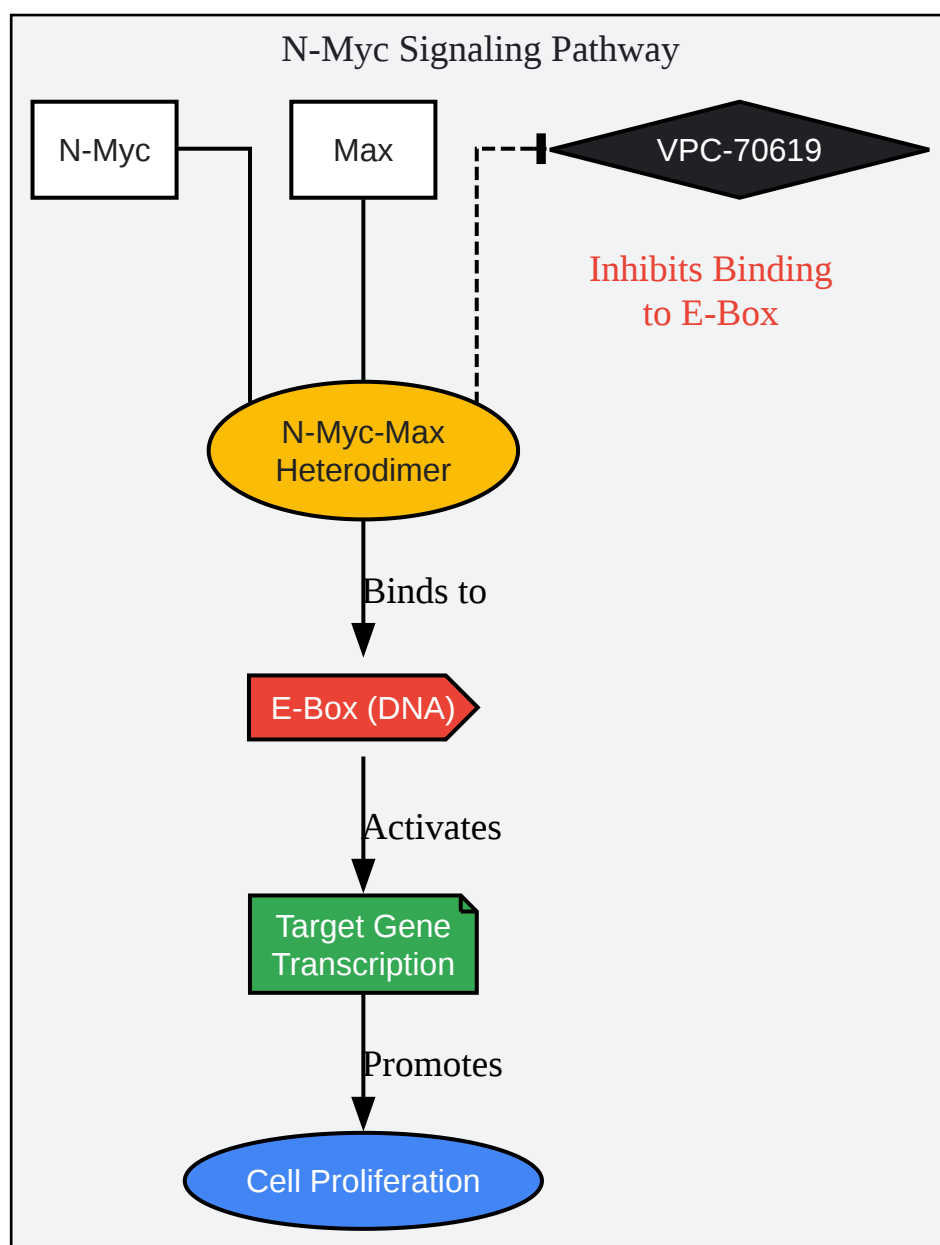 N-Myc Signaling Pathway
N-Myc
Max
VPC-70619
Inhibits Binding
to E-Box
N-Myc-Max
Heterodimer
Binds to
E-Box (DNA)
Activates
Target Gene
Transcription
Promotes
Cell Proliferation